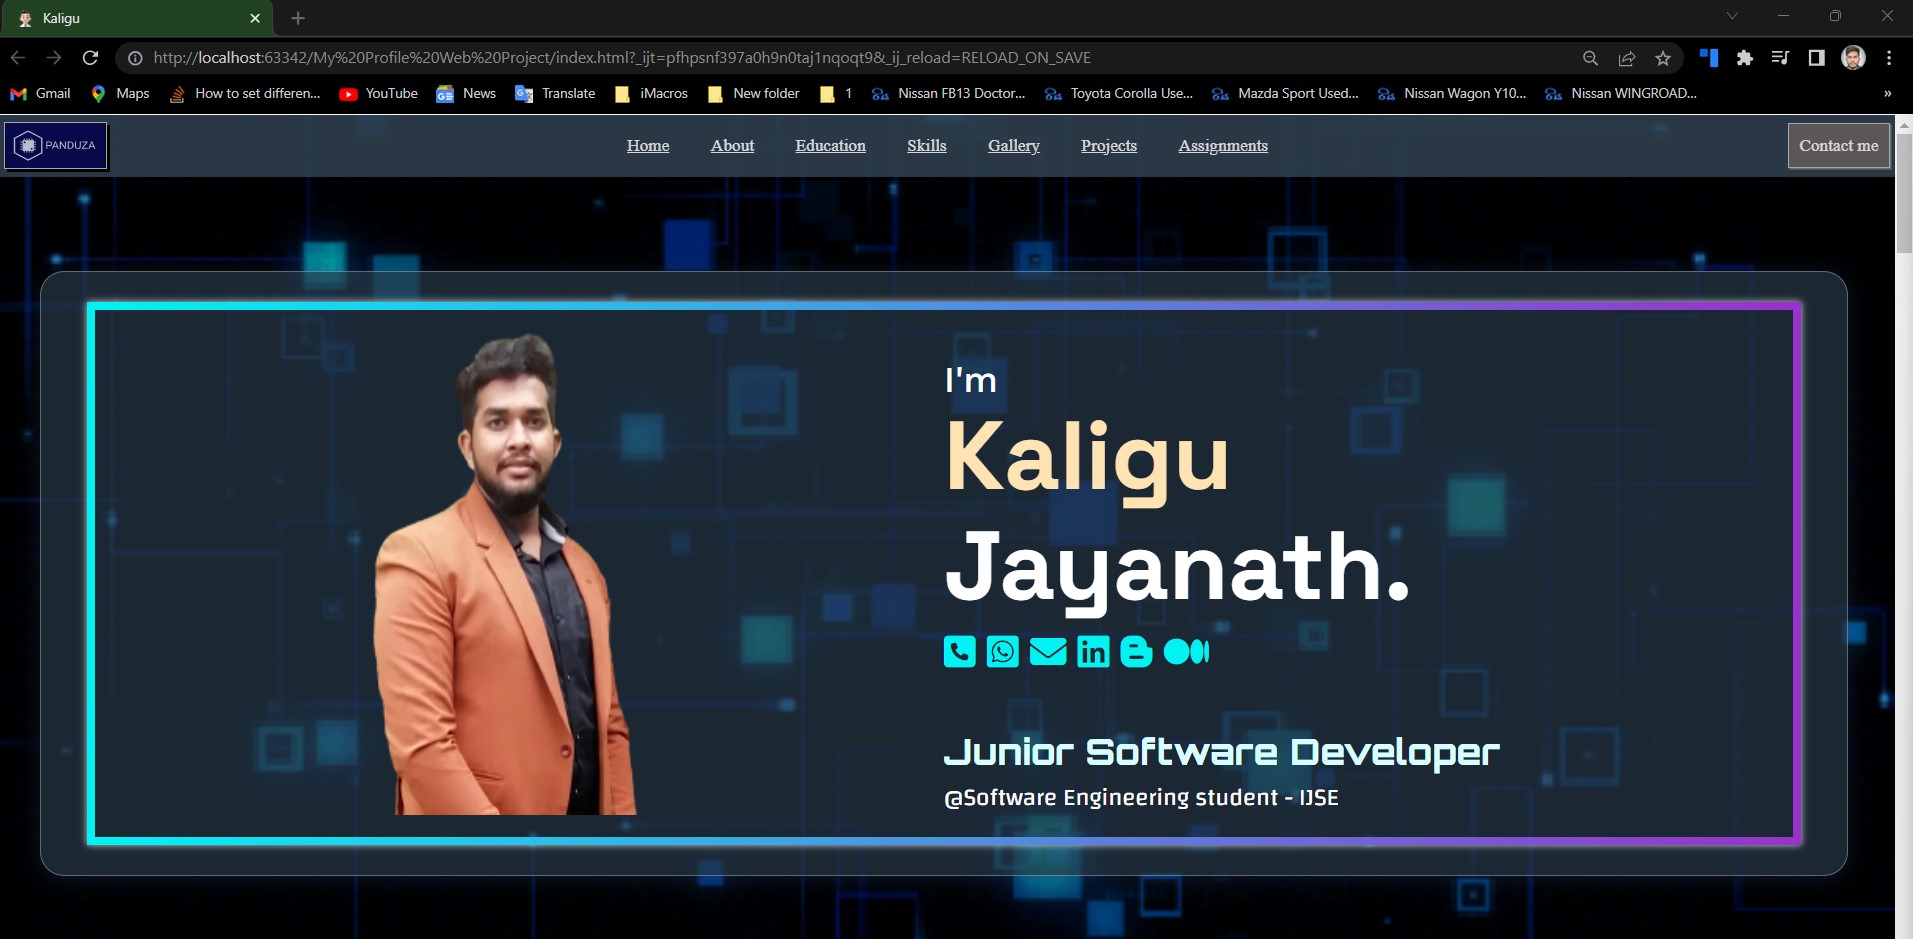 Kaligu
http://localhost:63342/My%20Profile%20Web%20Project/index.html?_ijt=pfhpsnf397a0h9n0taj1nqoqt9&_ij_reload=RELOAD_ON_SAVE
Gmail Maps How to set differen... YouTube News Translate iMacros New folder 1 Nissan FB13 Doctor... Toyota Corolla Use... Mazda Sport Used... Nissan Wagon Y10... Nissan WINGROAD... »
PANDUZA Home About Education Skills Gallery Projects Assignments Contact me
I'm
Kaligu
Jayanath.
Junior Software Developer
@Software Engineering student - IJSE